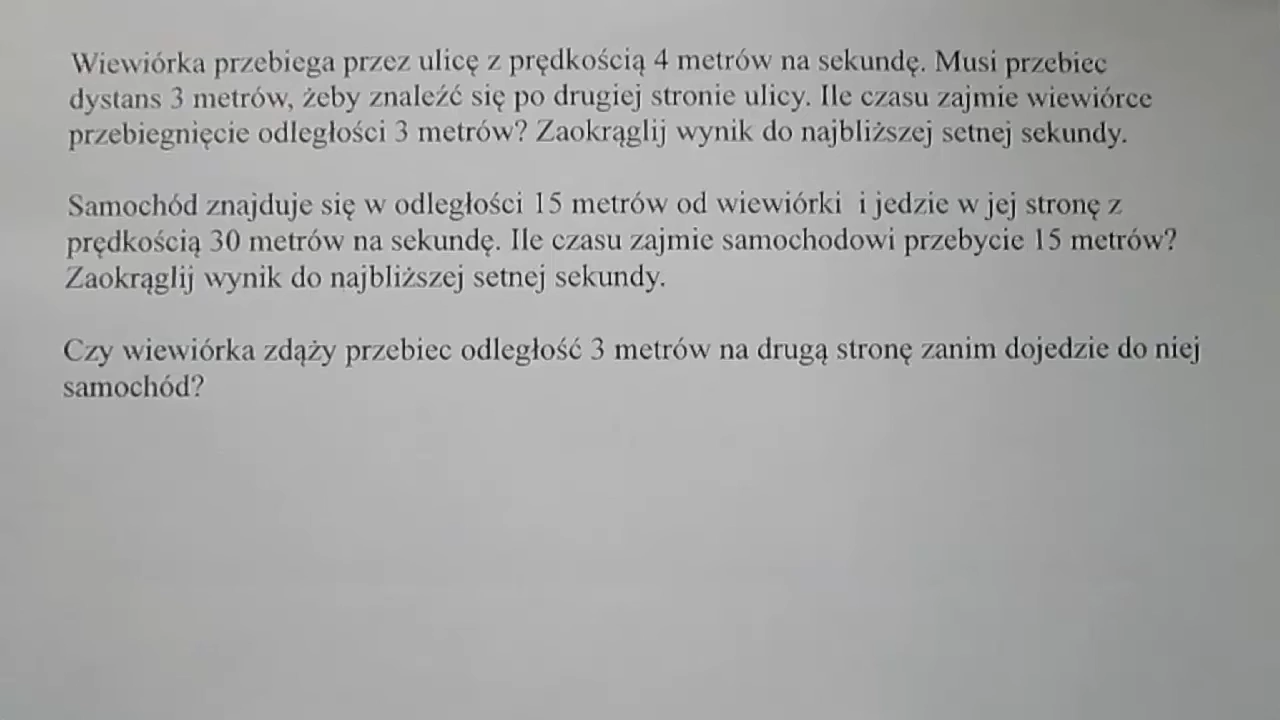 Wiewiórka przebiega przez ulicę z prędkością 4 metrów na sekundę. Musi przebiec
dystans 3 metrów, żeby znaleźć się po drugiej stronie ulicy. Ile czasu zajmie wiewiórce
przebiegnięcie odległości 3 metrów? Zaokrąglij wynik do najbliższej setnej sekundy.
Samochód znajduje się w odległości 15 metrów od wiewiórki i jedzie w jej stronę z
prędkością 30 metrów na sekundę. Ile czasu zajmie samochodowi przebycie 15 metrów?
Zaokrąglij wynik do najbliższej setnej sekundy.
Czy wiewiórka zdąży przebiec odległość 3 metrów na drugą stronę zanim dojedzie do niej
samochód?